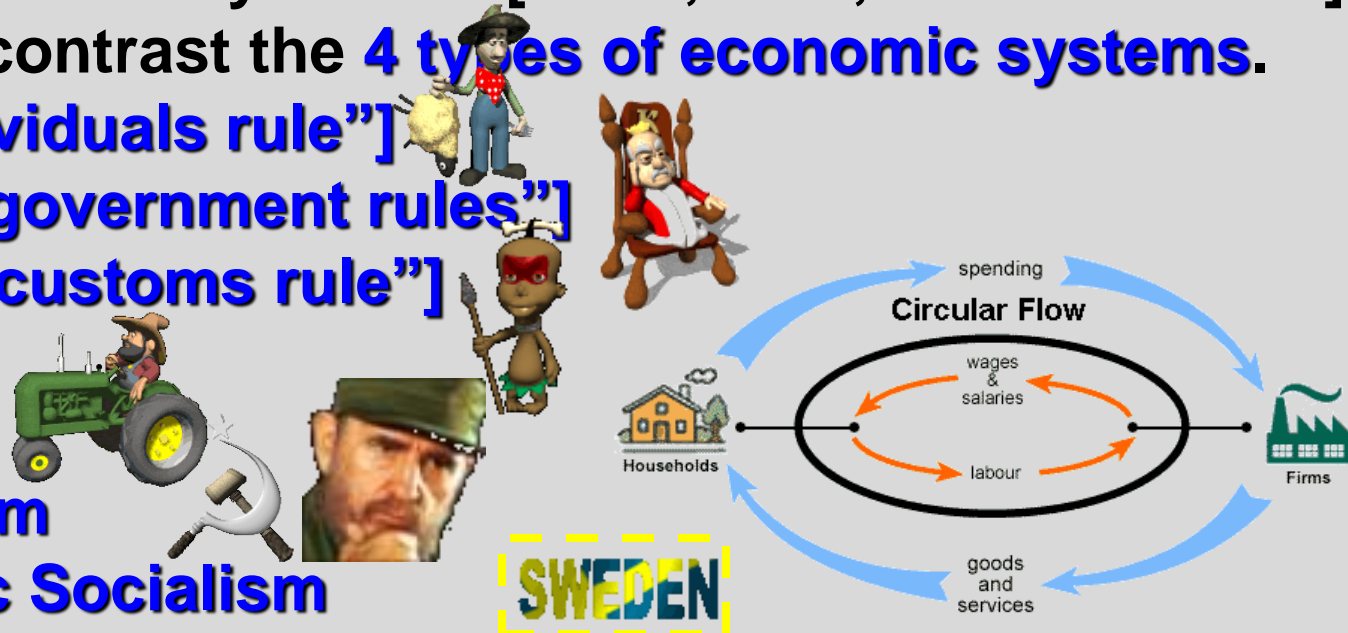 contrast the 4 types of economic systems.
viduals rule”]
government rules”]
customs rule”]
spending
Circular Flow
wages
&
salaries
labour
Households
Firms
goods
and
services
m
c Socialism
SWEDEN